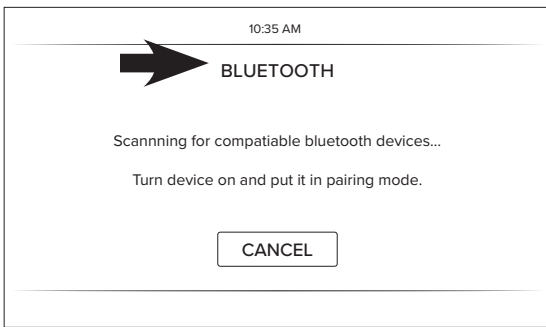 10:35 AM
BLUETOOTH
Scannning for compatiable bluetooth devices...
Turn device on and put it in pairing mode.
CANCEL